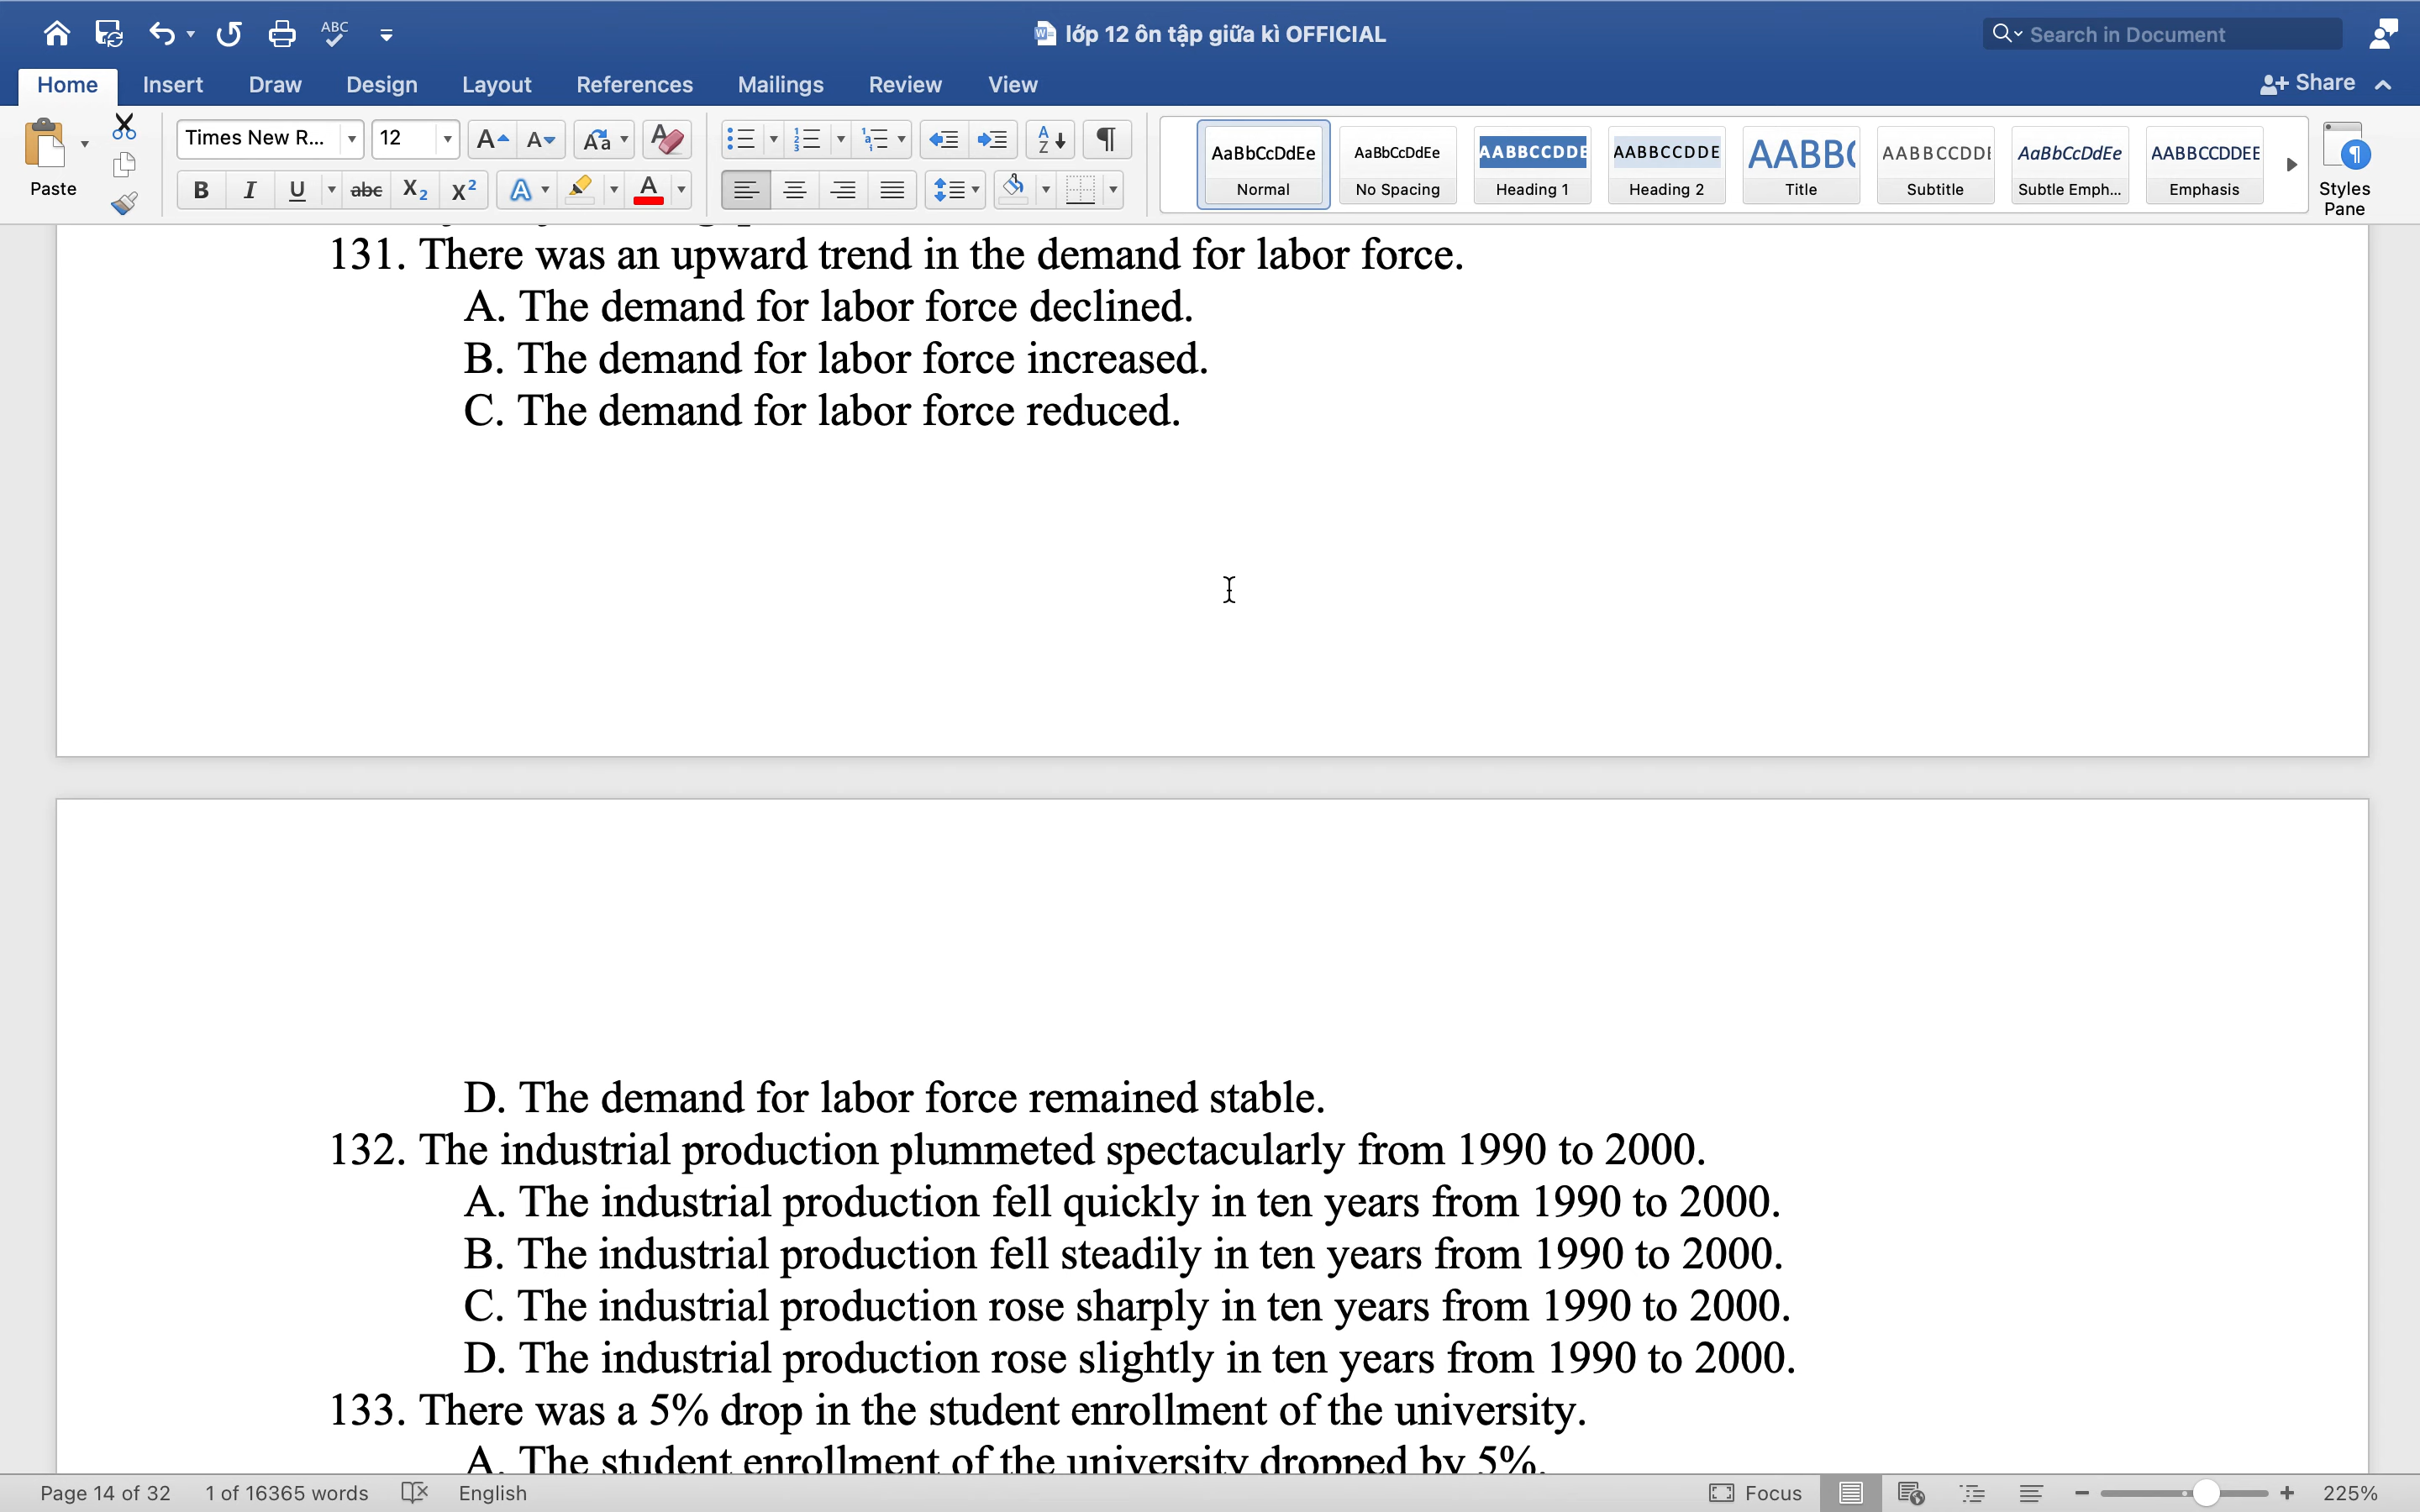 ABC
lớp 12 ôn tập giữa kì OFFICIAL
Search in Document
Home Insert Draw Design Layout References Mailings Review View Share
Paste
Times New R... 12
AaBbCcDdEe AaBbCcDdEe AABBCCDDE AABBCCDDE AABBC AABBCCDDE AaBbCcDdEe AABBCCDDEE
Normal No Spacing Heading 1 Heading 2 Title Subtitle Subtle Emph... Emphasis
Styles
Pane
131. There was an upward trend in the demand for labor force.
A. The demand for labor force declined.
B. The demand for labor force increased.
C. The demand for labor force reduced.
D. The demand for labor force remained stable.
132. The industrial production plummeted spectacularly from 1990 to 2000.
A. The industrial production fell quickly in ten years from 1990 to 2000.
B. The industrial production fell steadily in ten years from 1990 to 2000.
C. The industrial production rose sharply in ten years from 1990 to 2000.
D. The industrial production rose slightly in ten years from 1990 to 2000.
133. There was a 5% drop in the student enrollment of the university.
A. The student enrollment of the university dropped by 5%.
Page 14 of 32 1 of 16365 words English Focus 225%